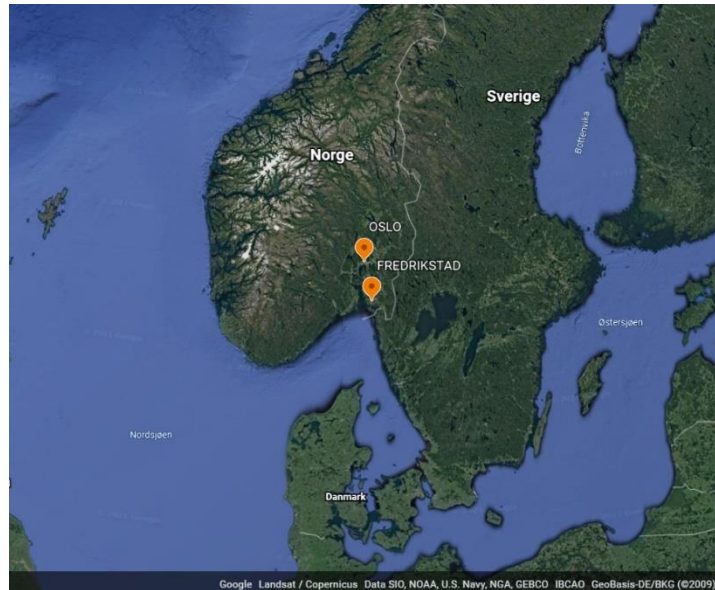 Sverige
Bottenvika
Norge
OSLO
FREDRIKSTAD
Østersjøen
Nordsjøen
Danmark
Google Landsat / Copernicus Data SIO, NOAA, U.S. Navy, NGA, GEBCO IBCAO GeoBasis-DE/BKG (©2009)